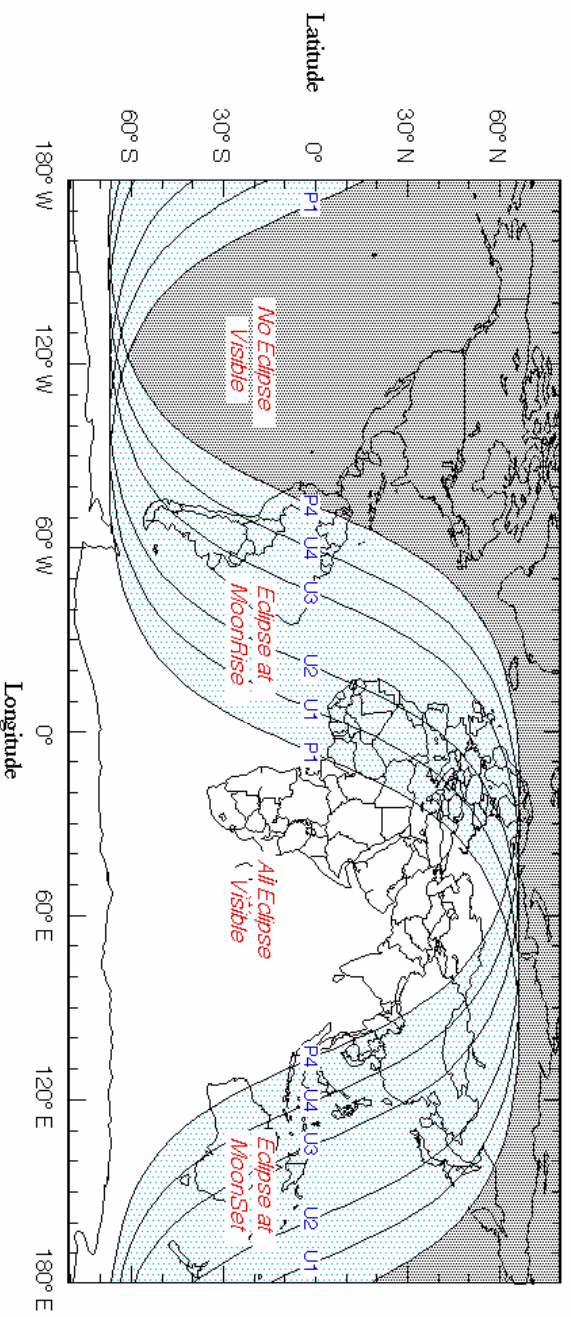 Latitude
60° N
30° N
0°
30° S
60° S
P1
P4
U4
U3
U2
U1
P1
P4
U4
U3
U2
U1
No Eclipse
Visible
Eclipse at
MoonRise
All Eclipse
Visible
Eclipse at
MoonSet
180° W
120° W
60° W
0°
60° E
120° E
180° E
Longitude